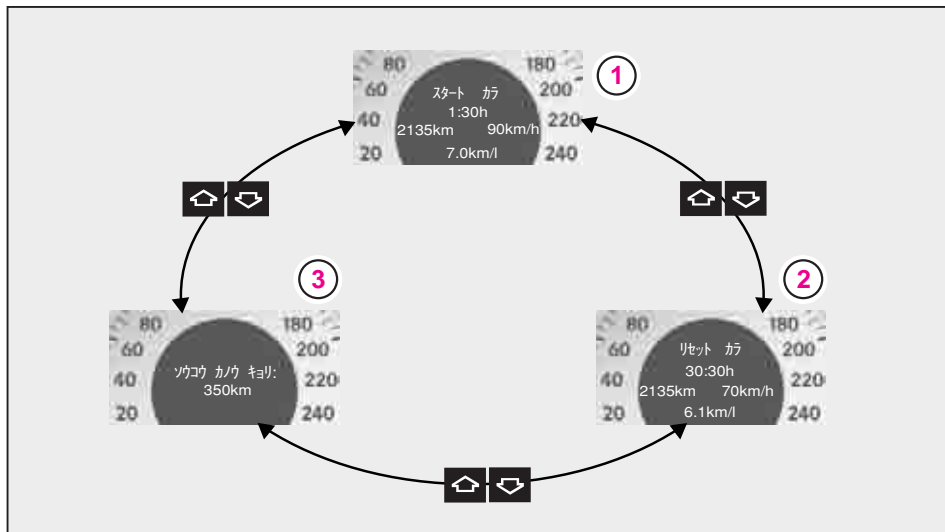 1
80 180
60 200
40 220
20 240
ｽﾀｰﾄ ｶﾗ
1:30h
2135km 90km/h
7.0km/l
3
80 180
60 200
40 220
20 240
ｿｳｺｳ ｶﾉｳ ｷｮﾘ:
350km
2
80 180
60 200
40 220
20 240
ﾘｾｯﾄ ｶﾗ
30:30h
2135km 70km/h
6.1km/l